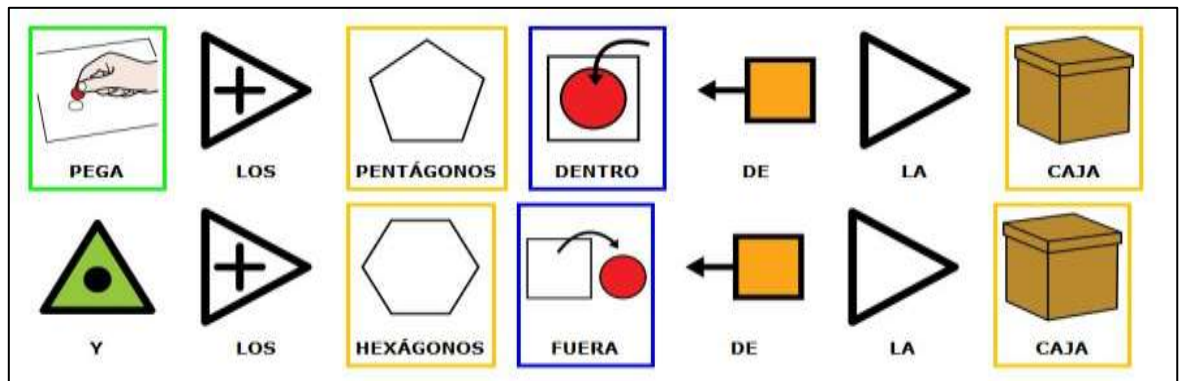 PEGA LOS PENTÁGONOS DENTRO DE LA CAJA
Y LOS HEXÁGONOS FUERA DE LA CAJA